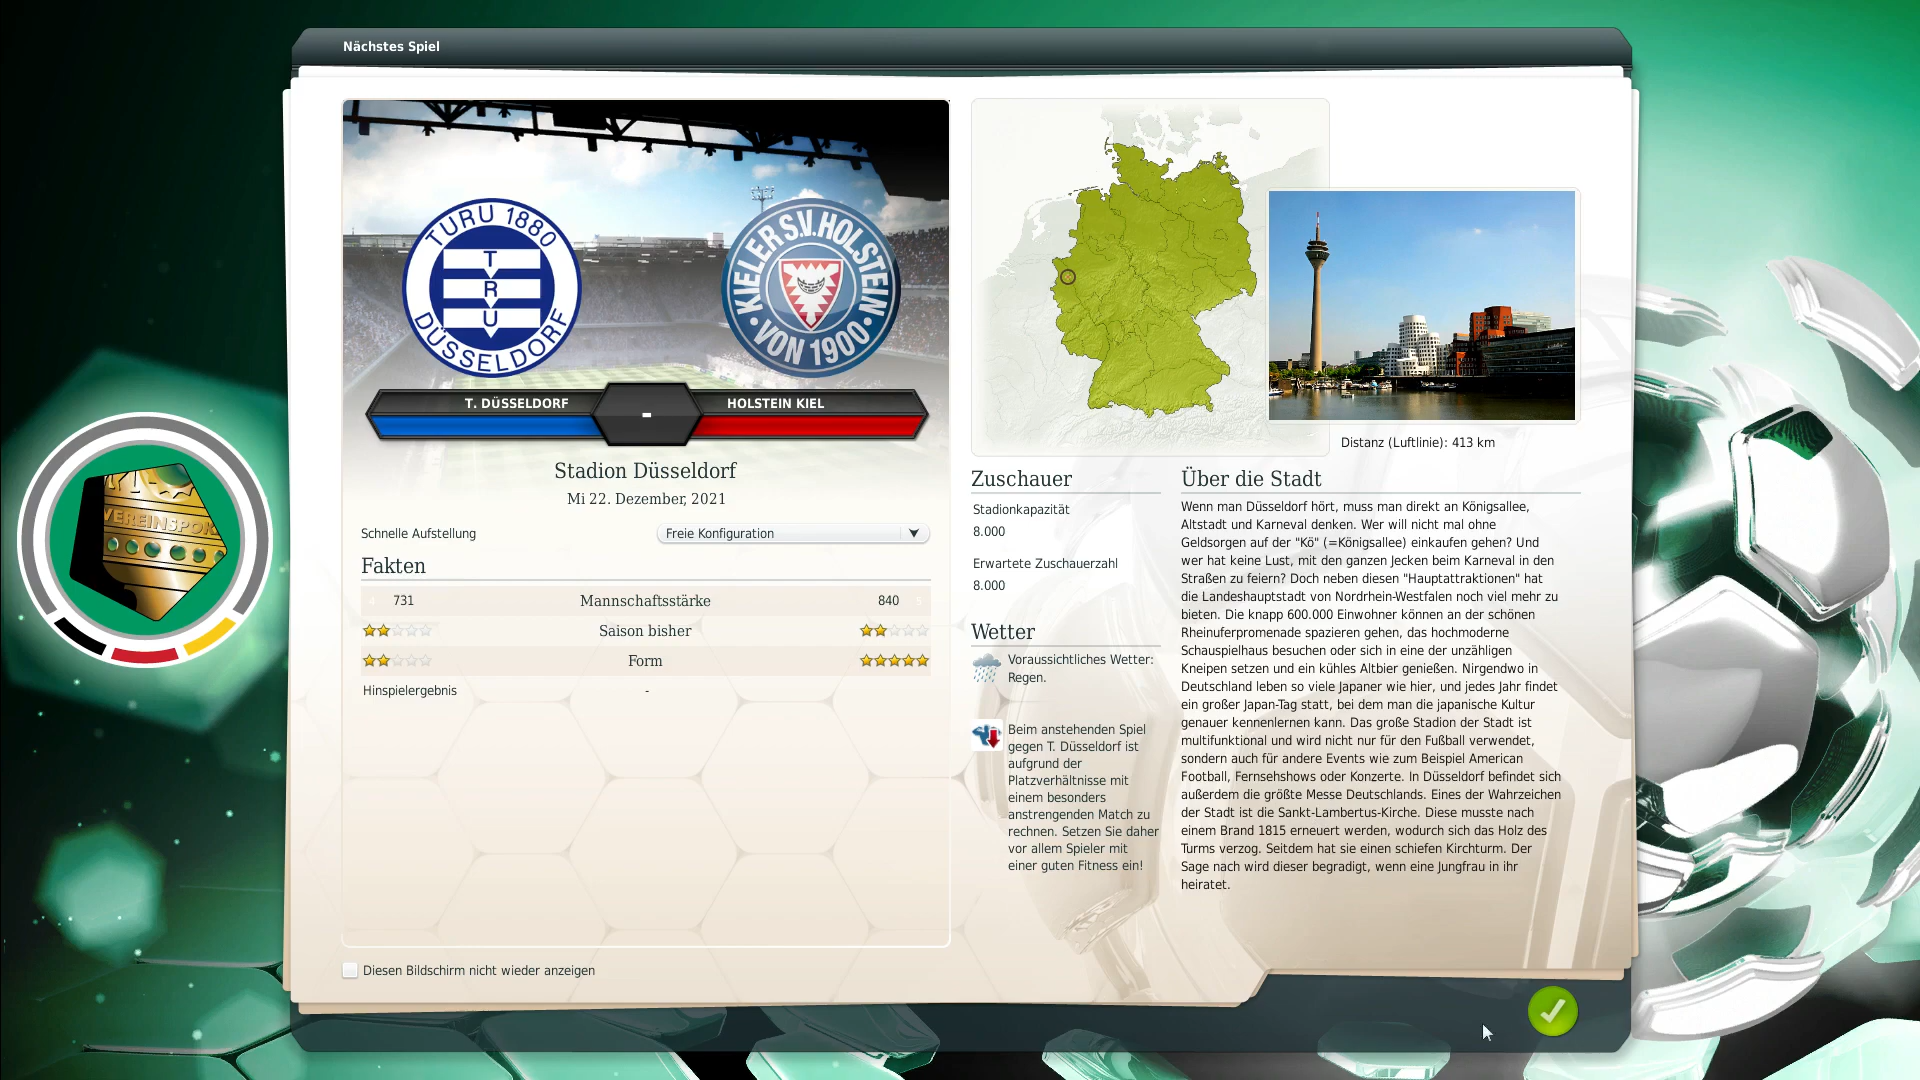 Nächstes Spiel
TURU 1880
T
R
U
DÜSSELDORF
KIELER S.V. HOLSTEIN
VON 1900
T. DÜSSELDORF
-
HOLSTEIN KIEL
Stadion Düsseldorf
Mi 22. Dezember, 2021
Schnelle Aufstellung
Freie Konfiguration
Fakten
731 Mannschaftsstärke 840
Saison bisher
Form
Hinspielergebnis -
Diesen Bildschirm nicht wieder anzeigen
VEREINSPOK
Distanz (Luftlinie): 413 km
Zuschauer
Stadionkapazität
8.000
Erwartete Zuschauerzahl
8.000
Wetter
Voraussichtliches Wetter:
Regen.
Beim anstehenden Spiel
gegen T. Düsseldorf ist
aufgrund der
Platzverhältnisse mit
einem besonders
anstrengenden Match zu
rechnen. Setzen Sie daher
vor allem Spieler mit
einer guten Fitness ein!
Über die Stadt
Wenn man Düsseldorf hört, muss man direkt an Königsallee,
Altstadt und Karneval denken. Wer will nicht mal ohne
Geldsorgen auf der "Kö" (=Königsallee) einkaufen gehen? Und
wer hat keine Lust, mit den ganzen Jecken beim Karneval in den
Straßen zu feiern? Doch neben diesen "Hauptattraktionen" hat
die Landeshauptstadt von Nordrhein-Westfalen noch viel mehr zu
bieten. Die knapp 600.000 Einwohner können an der schönen
Rheinuferpromenade spazieren gehen, das hochmoderne
Schauspielhaus besuchen oder sich in eine der unzähligen
Kneipen setzen und ein kühles Altbier genießen. Nirgendwo in
Deutschland leben so viele Japaner wie hier, und jedes Jahr findet
ein großer Japan-Tag statt, bei dem man die japanische Kultur
genauer kennenlernen kann. Das große Stadion der Stadt ist
multifunktional und wird nicht nur für den Fußball verwendet,
sondern auch für andere Events wie zum Beispiel American
Football, Fernsehshows oder Konzerte. In Düsseldorf befindet sich
außerdem die größte Messe Deutschlands. Eines der Wahrzeichen
der Stadt ist die Sankt-Lambertus-Kirche. Diese musste nach
einem Brand 1815 erneuert werden, wodurch sich das Holz des
Turms verzog. Seitdem hat sie einen schiefen Kirchturm. Der
Sage nach wird dieser begradigt, wenn eine Jungfrau in ihr
heiratet.